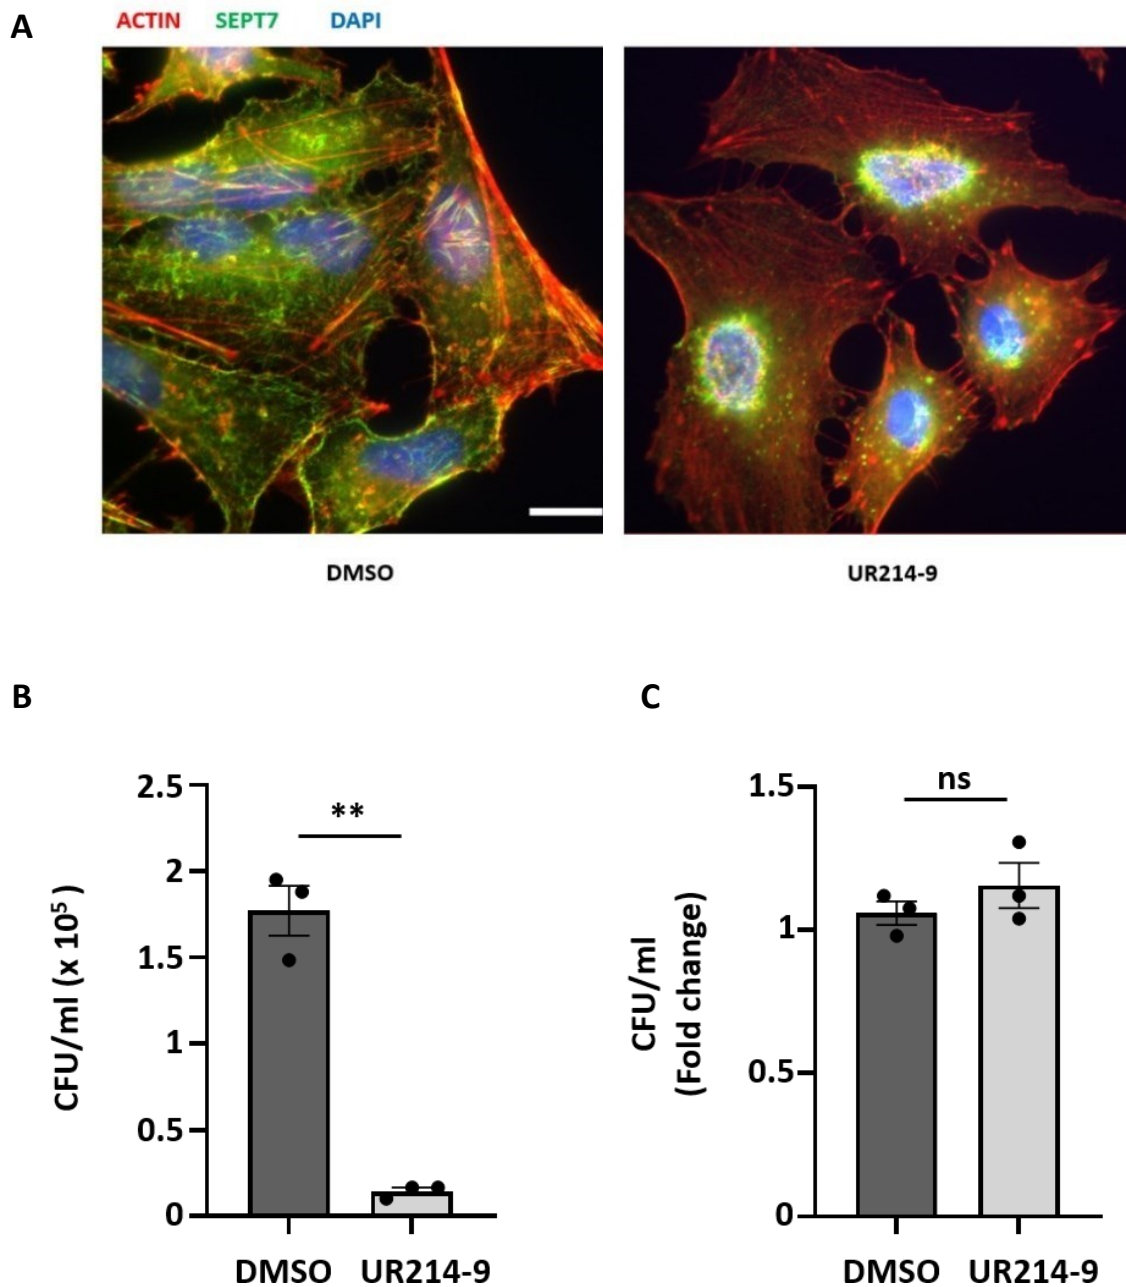 A
ACTIN SEPT7 DAPI
DMSO UR214-9
B C
2.5
2
1.5
1
0.5
0
**
CFU/ml (x 10⁵)
DMSO UR214-9
1.5
1
0.5
0
ns
CFU/ml
(Fold change)
DMSO UR214-9